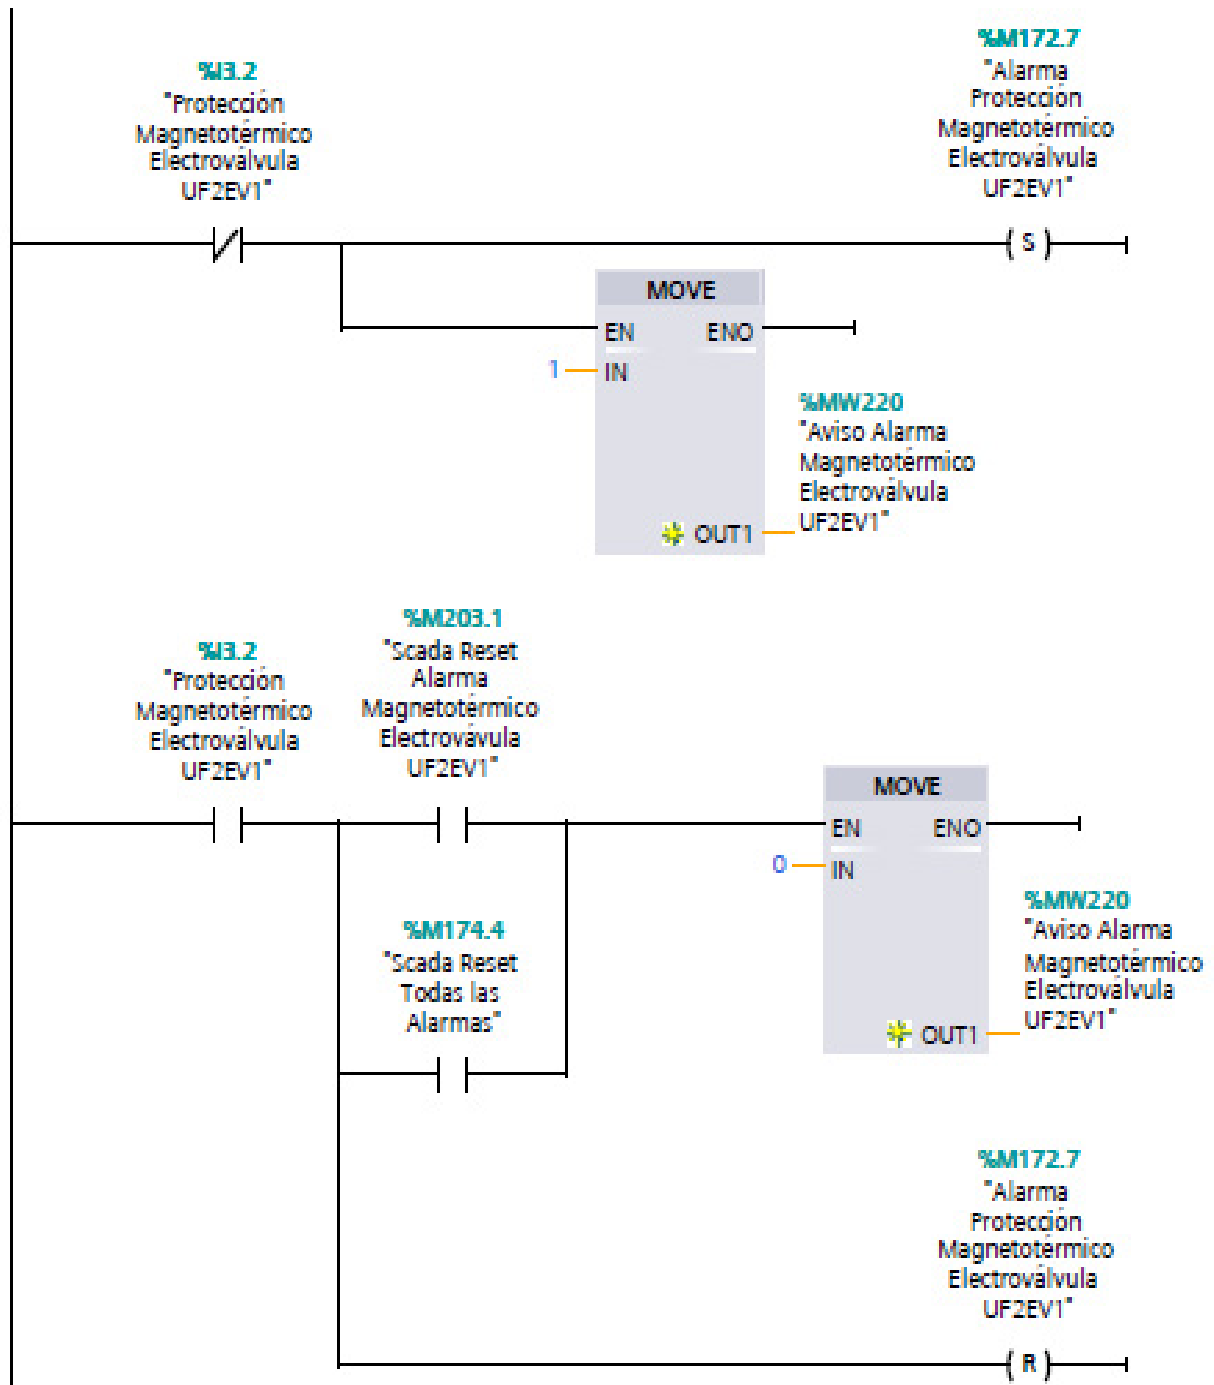 %I3.2
"Protección
Magnetotérmico
Electroválvula
UF2EV1"
%M172.7
"Alarma
Protección
Magnetotérmico
Electroválvula
UF2EV1"
( S )
MOVE
EN ENO
1 IN
%MW220
"Aviso Alarma
Magnetotérmico
Electroválvula
UF2EV1"
OUT1
%I3.2
"Protección
Magnetotérmico
Electroválvula
UF2EV1"
%M203.1
"Scada Reset
Alarma
Magnetotérmico
Electrovávula
UF2EV1"
MOVE
EN ENO
0 IN
%MW220
"Aviso Alarma
Magnetotérmico
Electroválvula
UF2EV1"
OUT1
%M174.4
"Scada Reset
Todas las
Alarmas"
%M172.7
"Alarma
Protección
Magnetotérmico
Electroválvula
UF2EV1"
( R )